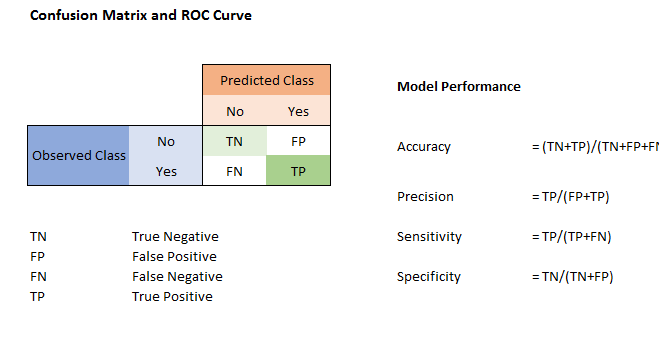 Confusion Matrix and ROC Curve
Predicted Class
Model Performance
No Yes
Observed Class
No TN FP
Yes FN TP
Accuracy = (TN+TP)/(TN+FP+
Precision = TP/(FP+TP)
TN True Negative
Sensitivity = TP/(TP+FN)
FP False Positive
FN False Negative
Specificity = TN/(TN+FP)
TP True Positive